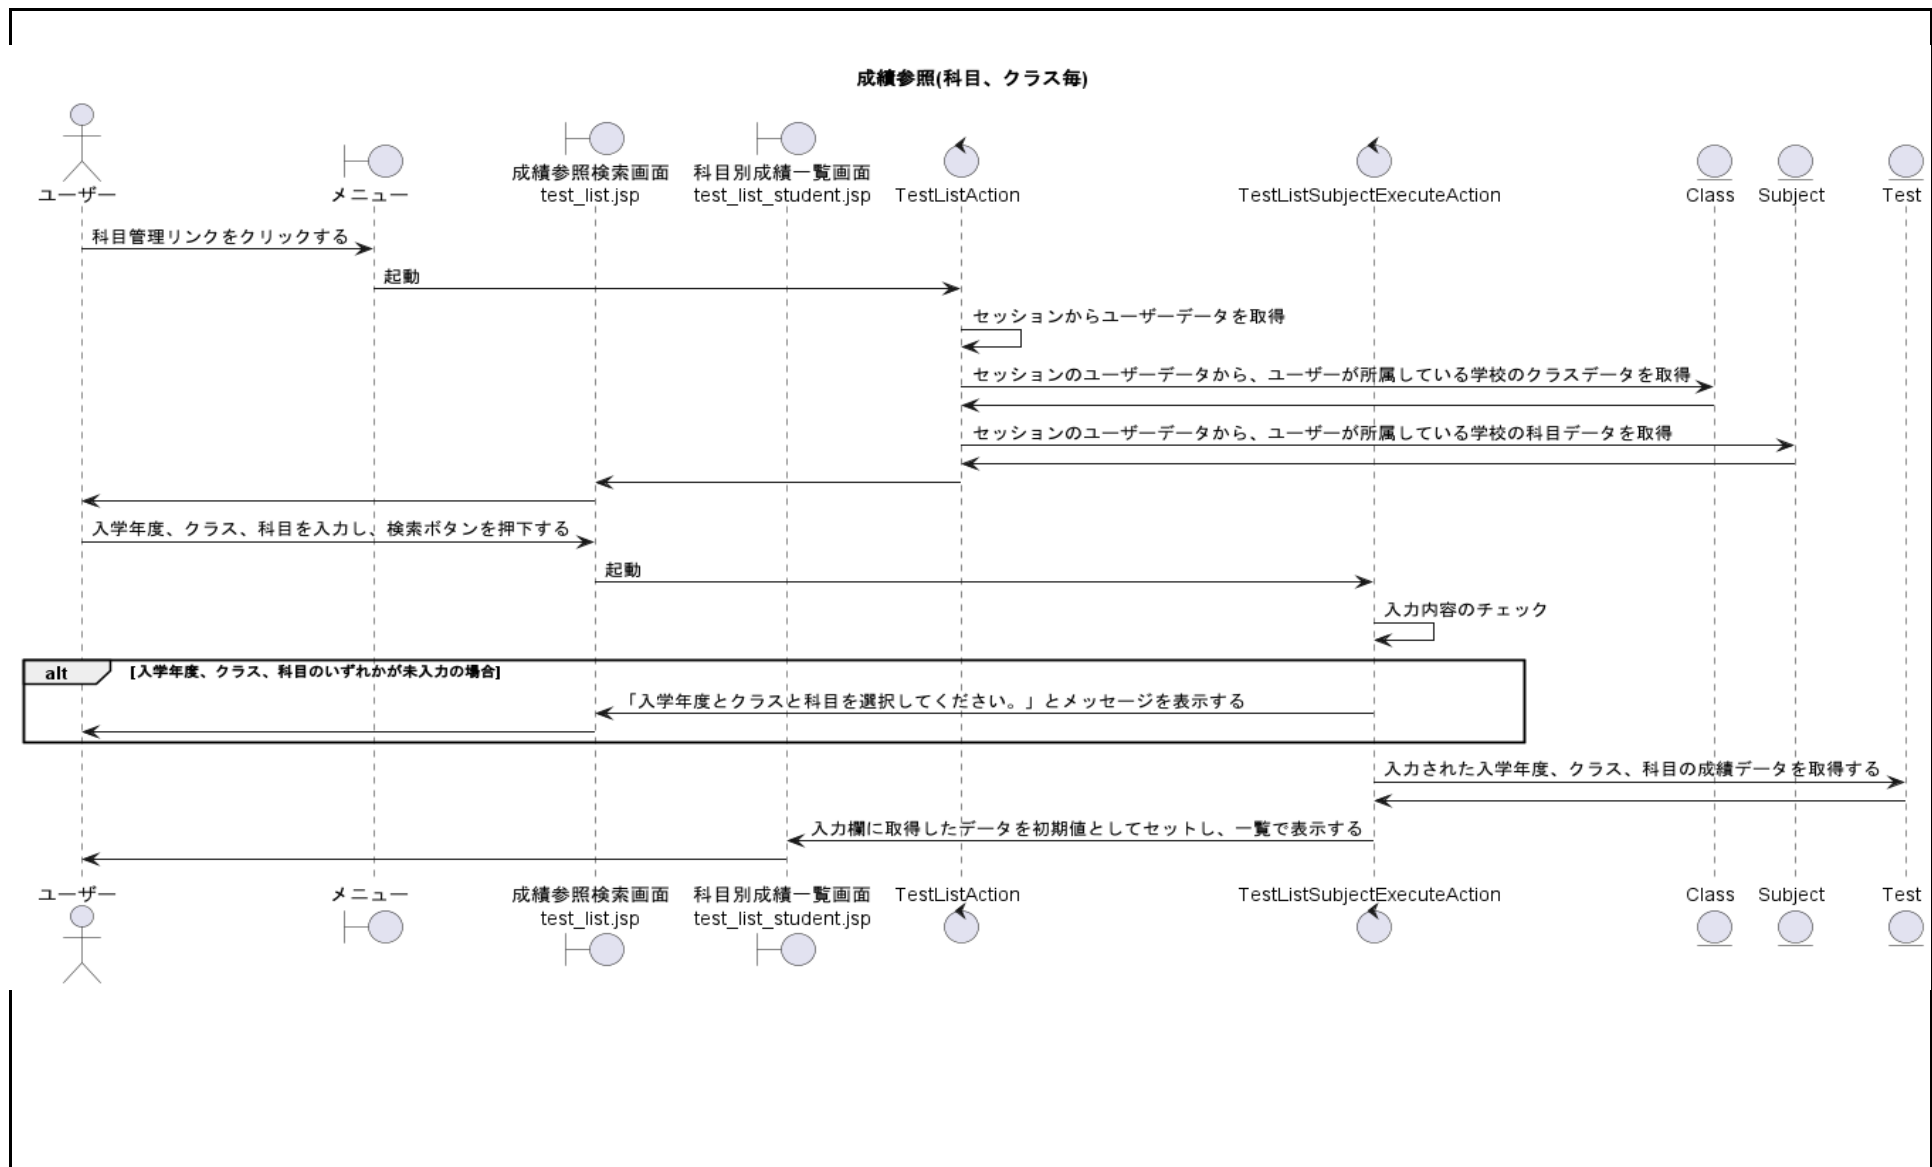 成績参照(科目、クラス毎)
ユーザー
メニュー
成績参照検索画面
test_list.jsp
科目別成績一覧画面
test_list_student.jsp
TestListAction
TestListSubjectExecuteAction
Class
Subject
Test
科目管理リンクをクリックする
起動
セッションからユーザーデータを取得
セッションのユーザーデータから、ユーザーが所属している学校のクラスデータを取得
セッションのユーザーデータから、ユーザーが所属している学校の科目データを取得
入学年度、クラス、科目を入力し、検索ボタンを押下する
起動
入力内容のチェック
alt
[入学年度、クラス、科目のいずれかが未入力の場合]
「入学年度とクラスと科目を選択してください。」とメッセージを表示する
入力された入学年度、クラス、科目の成績データを取得する
入力欄に取得したデータを初期値としてセットし、一覧で表示する
ユーザー
メニュー
成績参照検索画面
test_list.jsp
科目別成績一覧画面
test_list_student.jsp
TestListAction
TestListSubjectExecuteAction
Class
Subject
Test